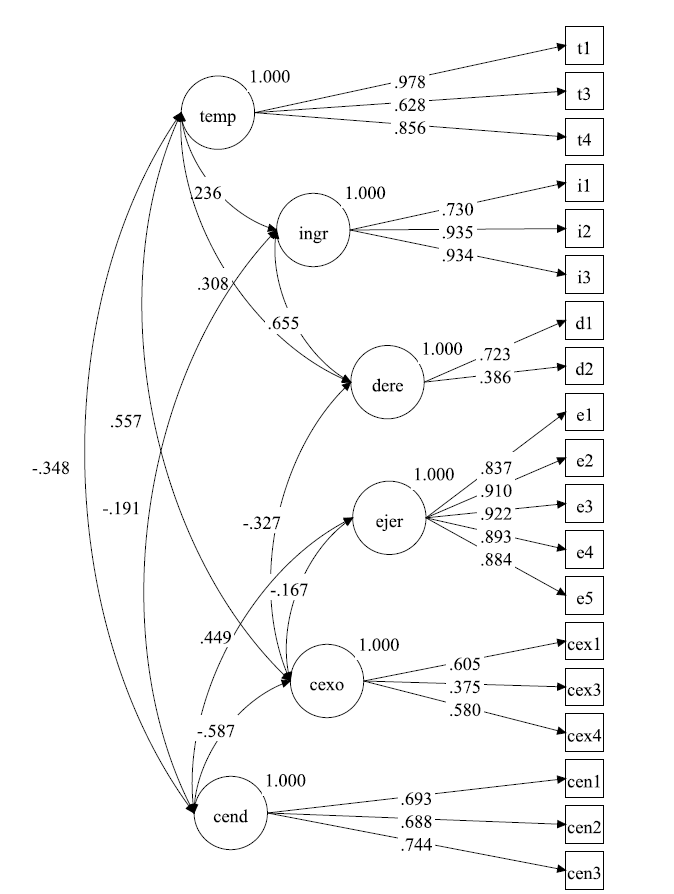 t1
1.000
.978
t3
.628
temp
.856
t4
i1
.236
1.000
.730
i2
ingr
.935
.934
i3
.308
.655
d1
1.000
.723
d2
dere
.386
e1
.557
.837
e2
-.348
1.000
.910
e3
-.191
.922
ejer
-.327
.893
e4
.884
-.167
e5
.449
1.000
cex1
.605
cexo
.375
cex3
.580
cex4
-.587
1.000
cen1
.693
cend
.688
cen2
.744
cen3